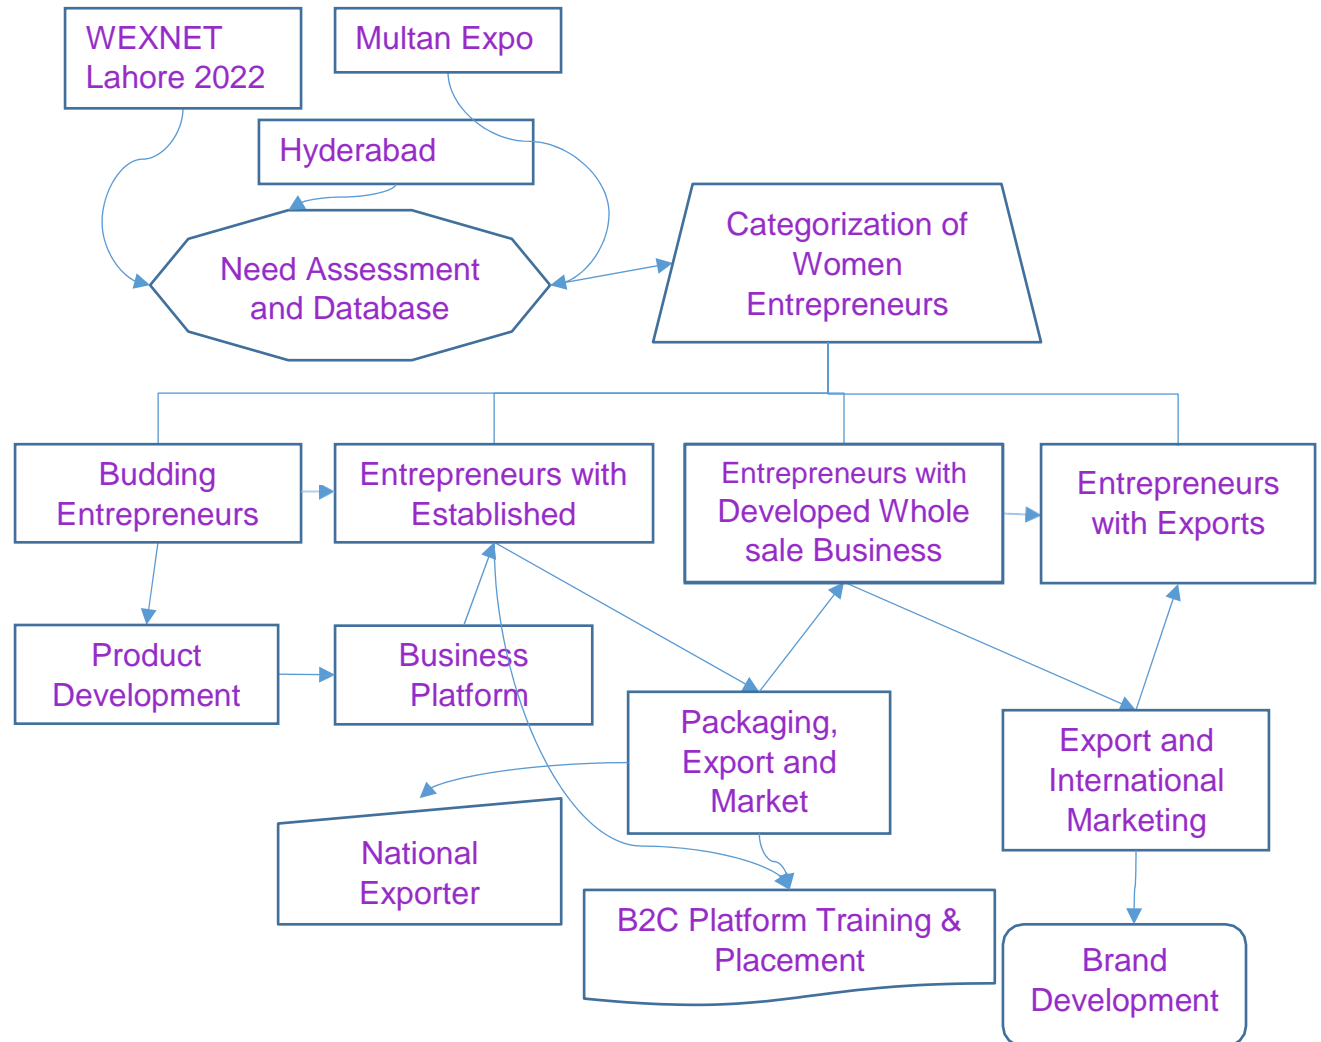 WEXNET
Lahore 2022
Multan Expo
Hyderabad
Need Assessment
and Database
Categorization of
Women
Entrepreneurs
Budding
Entrepreneurs
Entrepreneurs with
Established
Entrepreneurs with
Developed Whole
sale Business
Entrepreneurs
with Exports
Product
Development
Business
Platform
Packaging,
Export and
Market
Export and
International
Marketing
National
Exporter
B2C Platform Training &
Placement
Brand
Development